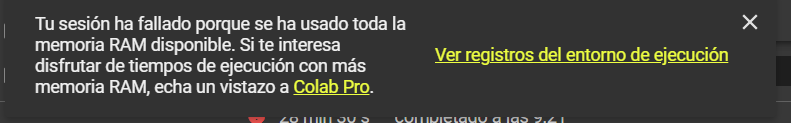 Tu sesión ha fallado porque se ha usado toda la
memoria RAM disponible. Si te interesa
disfrutar de tiempos de ejecución con más
memoria RAM, echa un vistazo a Colab Pro.
Ver registros del entorno de ejecución
28 min 30 s completado a las 9:21